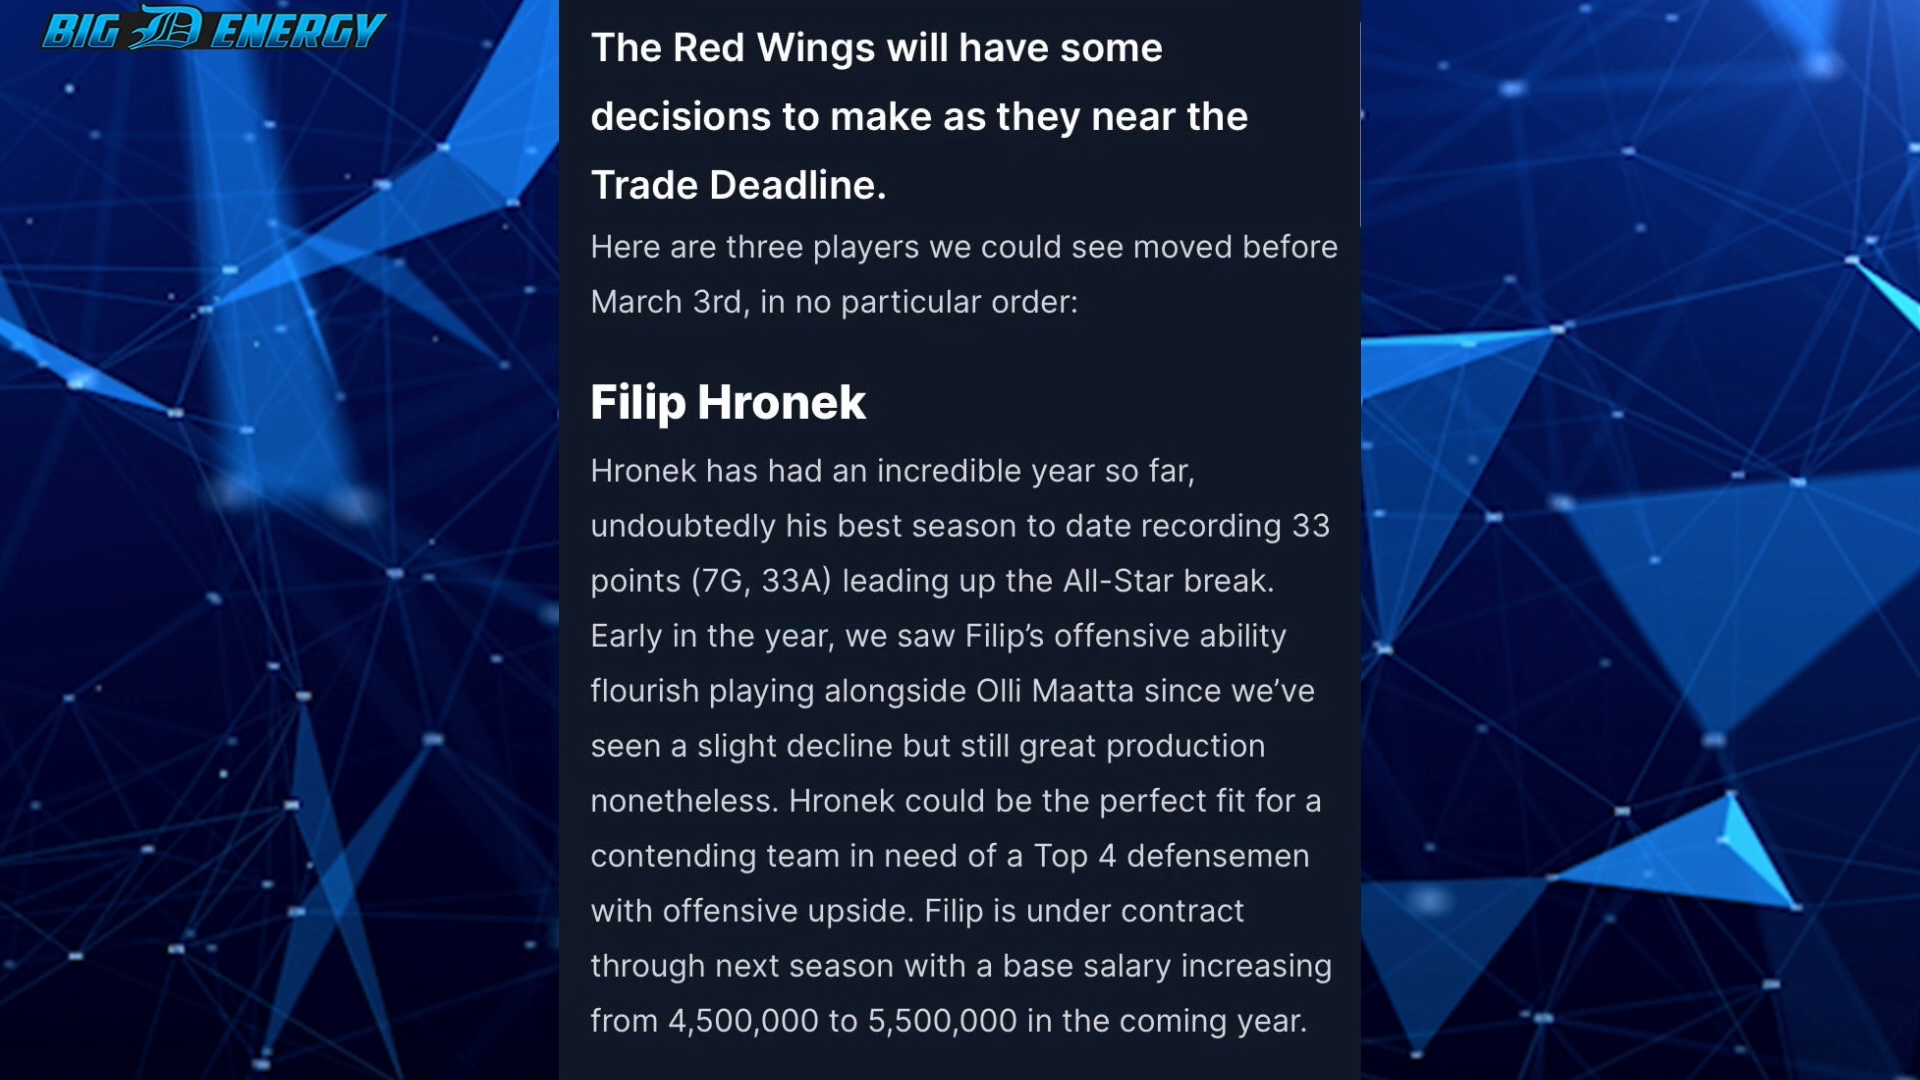 BIG D ENERGY
The Red Wings will have some
decisions to make as they near the
Trade Deadline.
Here are three players we could see moved before
March 3rd, in no particular order:
Filip Hronek
Hronek has had an incredible year so far,
undoubtedly his best season to date recording 33
points (7G, 33A) leading up the All-Star break.
Early in the year, we saw Filip’s offensive ability
flourish playing alongside Olli Maatta since we’ve
seen a slight decline but still great production
nonetheless. Hronek could be the perfect fit for a
contending team in need of a Top 4 defensemen
with offensive upside. Filip is under contract
through next season with a base salary increasing
from 4,500,000 to 5,500,000 in the coming year.